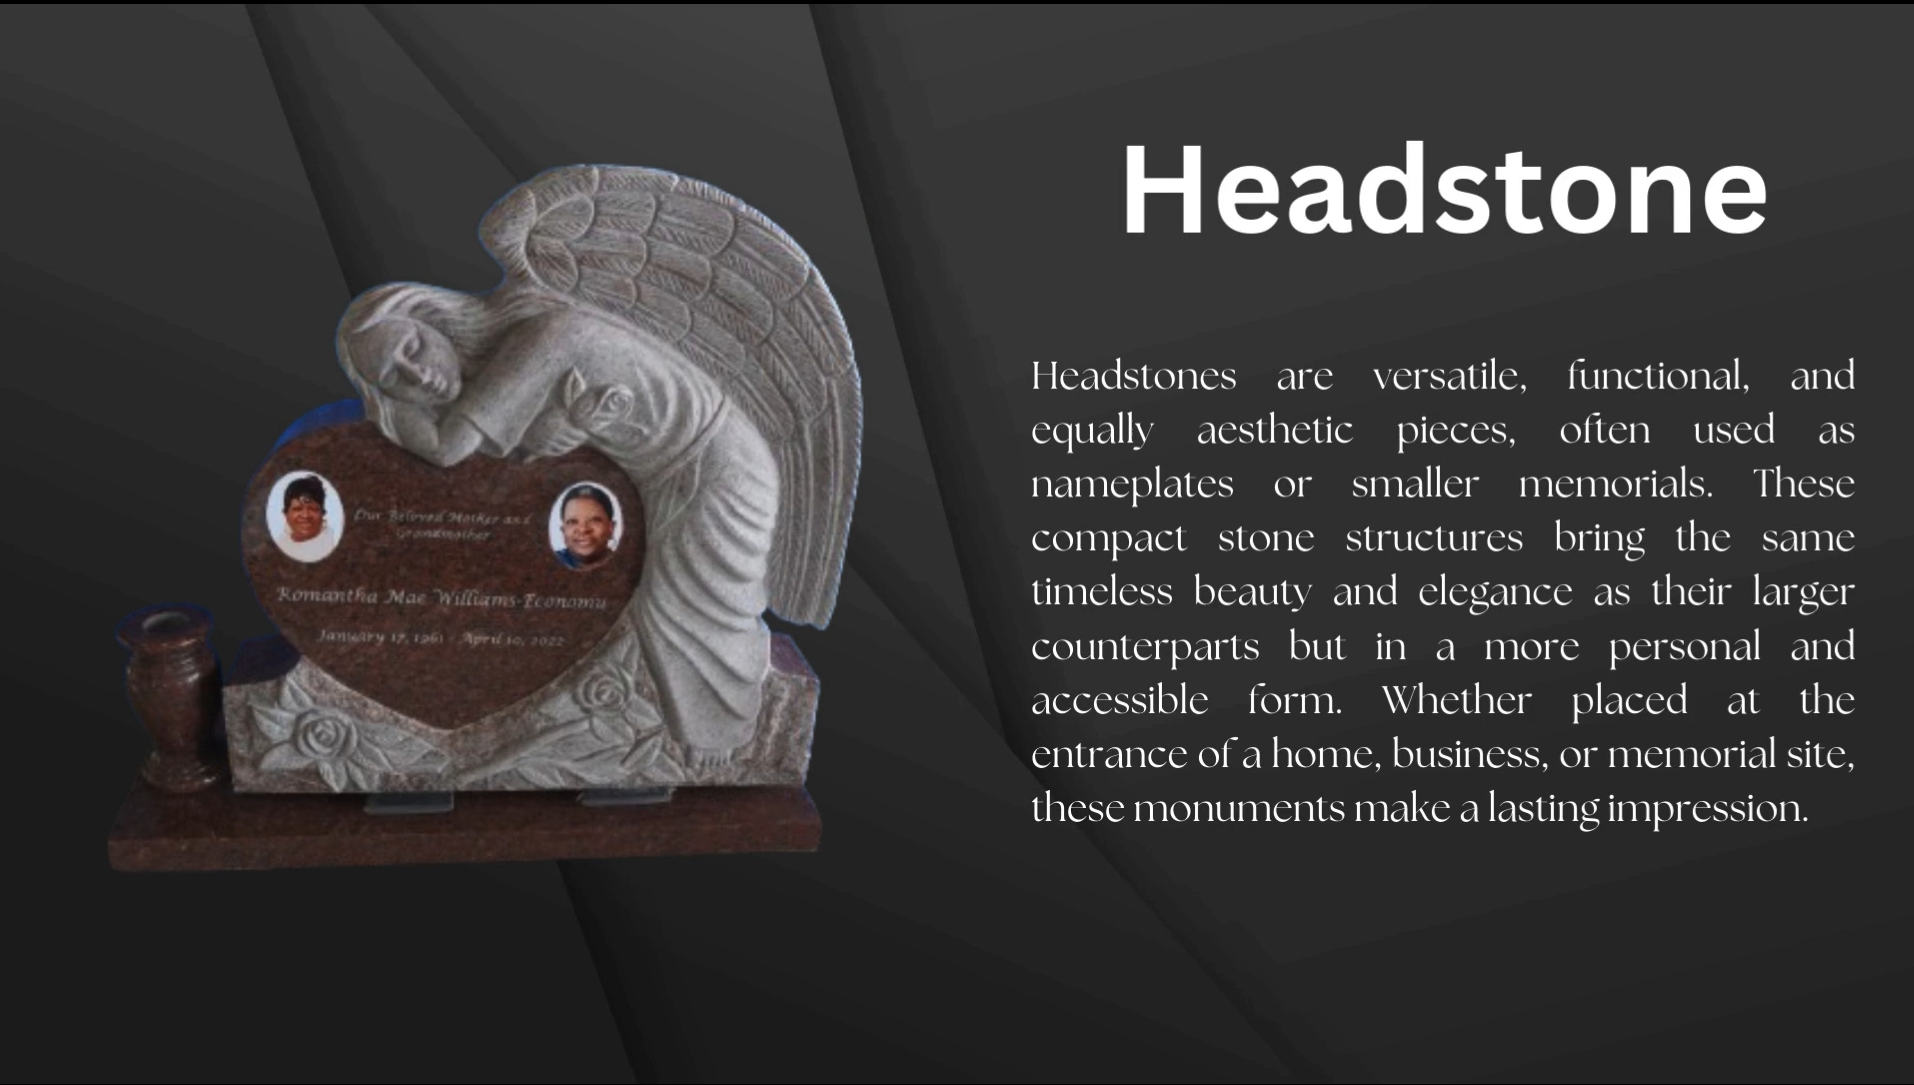 Headstone
Headstones are versatile, functional, and
equally aesthetic pieces, often used as
nameplates or smaller memorials. These
compact stone structures bring the same
timeless beauty and elegance as their larger
counterparts but in a more personal and
accessible form. Whether placed at the
entrance of a home, business, or memorial site,
these monuments make a lasting impression.
Our Beloved Mother and
Grandmother
Romantha Mae Williams-Economu
January 17, 1961 - April 10, 2022